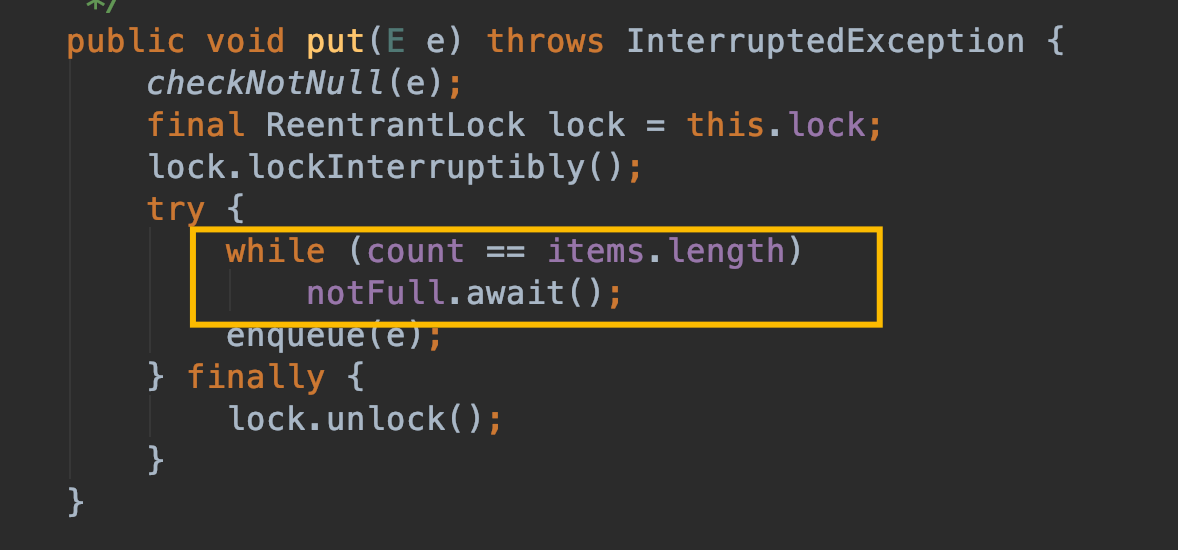 */
public void put(E e) throws InterruptedException {
checkNotNull(e);
final ReentrantLock lock = this.lock;
lock.lockInterruptibly();
try {
while (count == items.length)
notFull.await();
enqueue(e);
} finally {
lock.unlock();
}
}